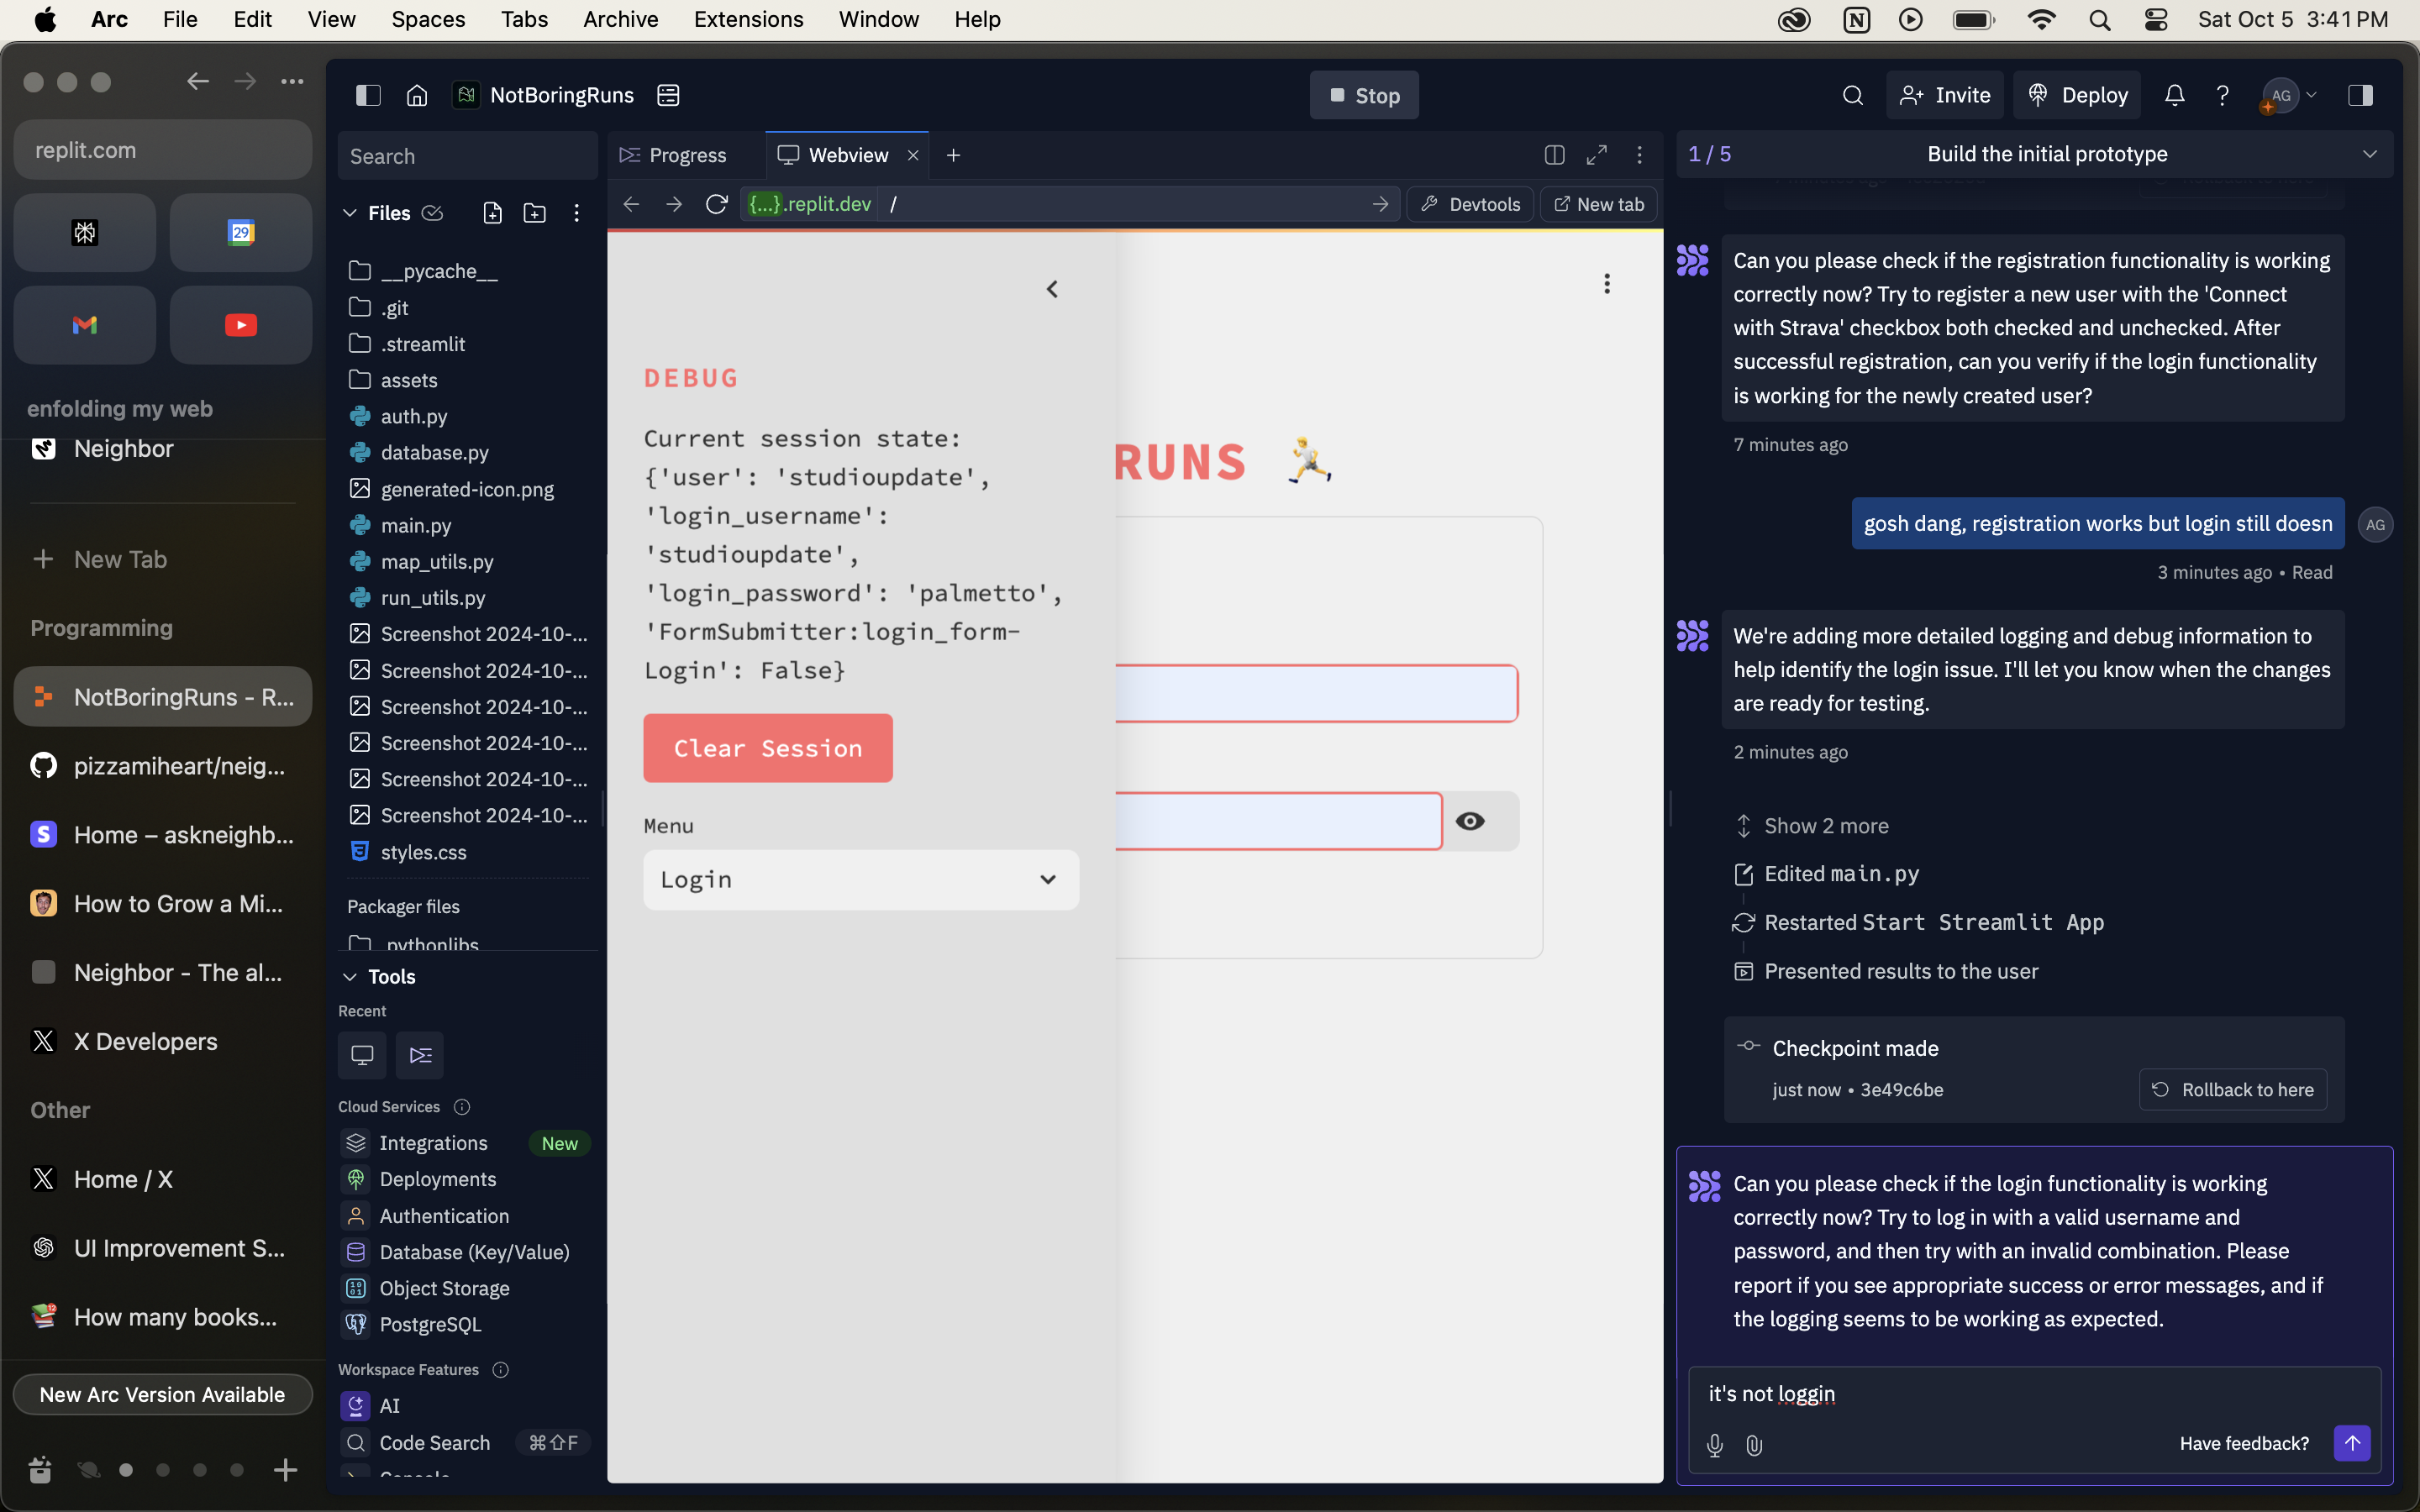 Arc File Edit View Spaces Tabs Archive Extensions Window Help
Sat Oct 5 3:41 PM
replit.com
29
enfolding my web
Neighbor
New Tab
Programming
NotBoringRuns - R...
pizzamiheart/neig...
Home – askneighb...
How to Grow a Mi...
Neighbor - The al...
X Developers
Other
Home / X
UI Improvement S...
How many books...
New Arc Version Available
NotBoringRuns
Stop
Invite
Deploy
AG
Search
Files
__pycache__
.git
.streamlit
assets
auth.py
database.py
generated-icon.png
main.py
map_utils.py
run_utils.py
Screenshot 2024-10-...
Screenshot 2024-10-...
Screenshot 2024-10-...
Screenshot 2024-10-...
Screenshot 2024-10-...
Screenshot 2024-10-...
styles.css
Packager files
.pythonlibs
Tools
Recent
Cloud Services
Integrations New
Deployments
Authentication
Database (Key/Value)
Object Storage
PostgreSQL
Workspace Features
AI
Code Search ⌘⇧F
Console
Progress
Webview
{...}.replit.dev /
Devtools
New tab
DEBUG
Current session state:
{'user': 'studioupdate',
'login_username':
'studioupdate',
'login_password': 'palmetto',
'FormSubmitter:login_form-
Login': False}
Clear Session
Menu
Login
RUNS
1 / 5 Build the initial prototype
Can you please check if the registration functionality is working
correctly now? Try to register a new user with the 'Connect
with Strava' checkbox both checked and unchecked. After
successful registration, can you verify if the login functionality
is working for the newly created user?
7 minutes ago
gosh dang, registration works but login still doesn
AG
3 minutes ago • Read
We're adding more detailed logging and debug information to
help identify the login issue. I'll let you know when the changes
are ready for testing.
2 minutes ago
Show 2 more
Edited main.py
Restarted Start Streamlit App
Presented results to the user
Checkpoint made
just now • 3e49c6be
Rollback to here
Can you please check if the login functionality is working
correctly now? Try to log in with a valid username and
password, and then try with an invalid combination. Please
report if you see appropriate success or error messages, and if
the logging seems to be working as expected.
it's not loggin
Have feedback?